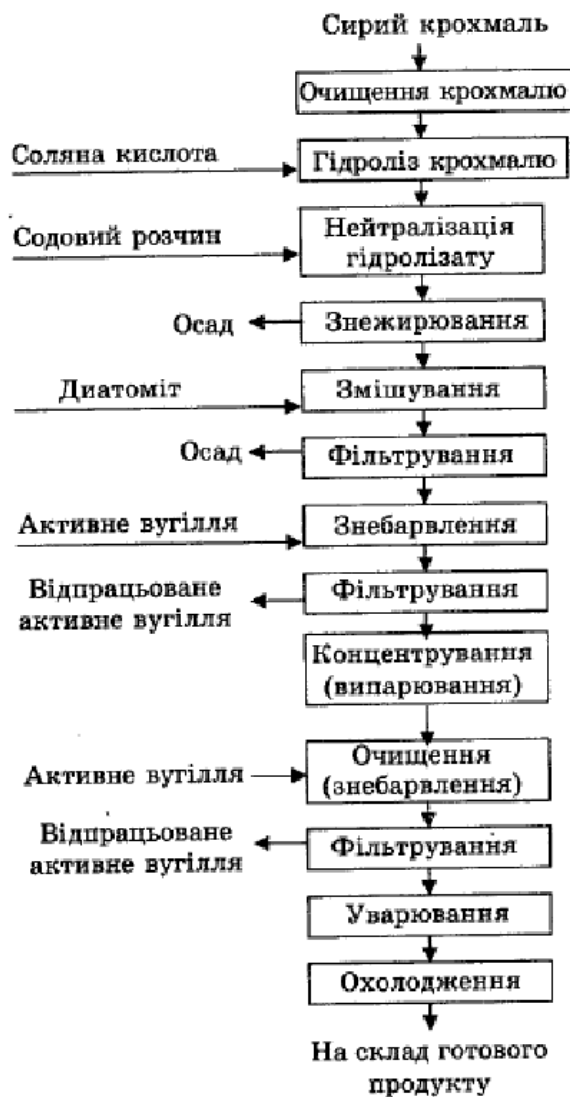 Сирий крохмаль
Очищення крохмалю
Соляна кислота
Гідроліз крохмалю
Содовий розчин
Нейтралізація
гідролізату
Осад
Знежирювання
Диатоміт
Змішування
Осад
Фільтрування
Активне вугілля
Знебарвлення
Відпрацьоване
активне вугілля
Фільтрування
Концентрування
(випарювання)
Активне вугілля
Очищення
(знебарвлення)
Відпрацьоване
активне вугілля
Фільтрування
Уварювання
Охолодження
На склад готового
продукту